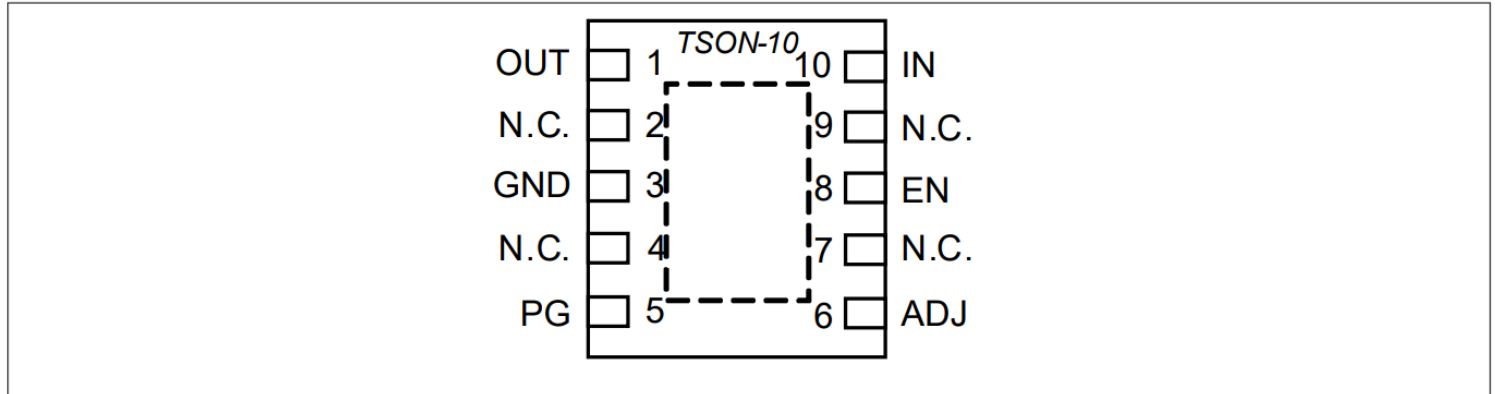 TSON-10
OUT 1 10 IN
N.C. 2 9 N.C.
GND 3 8 EN
N.C. 4 7 N.C.
PG 5 6 ADJ